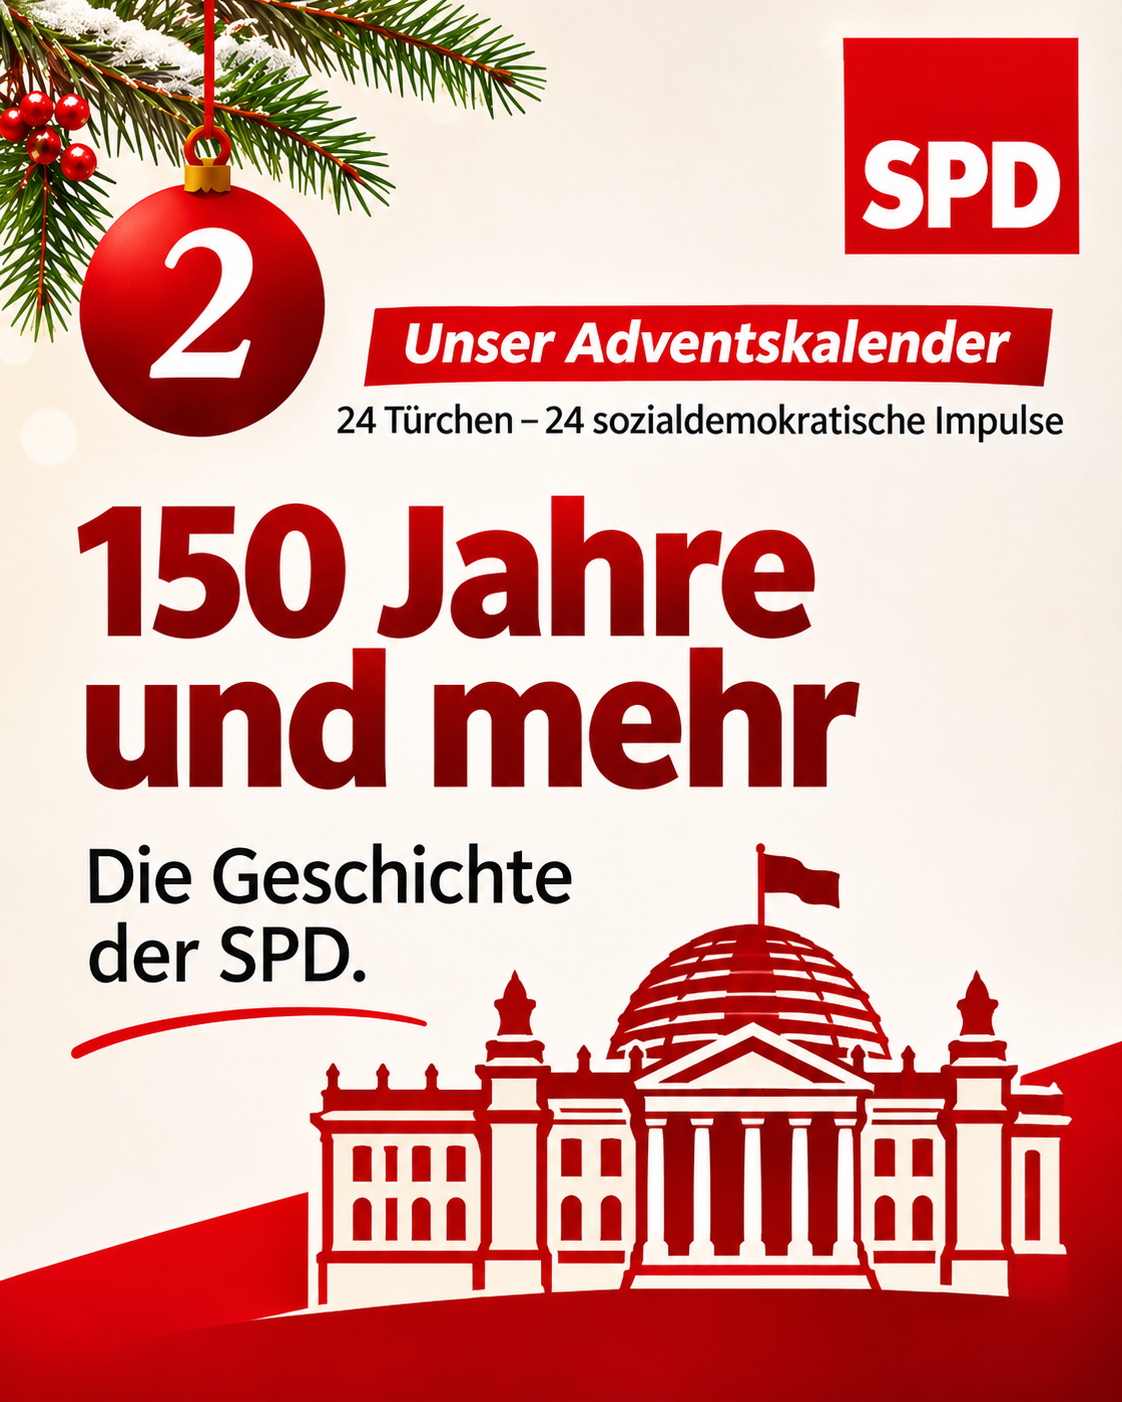 SPD
2
Unser Adventskalender
24 Türchen – 24 sozialdemokratische Impulse
150 Jahre
und mehr
Die Geschichte
der SPD.